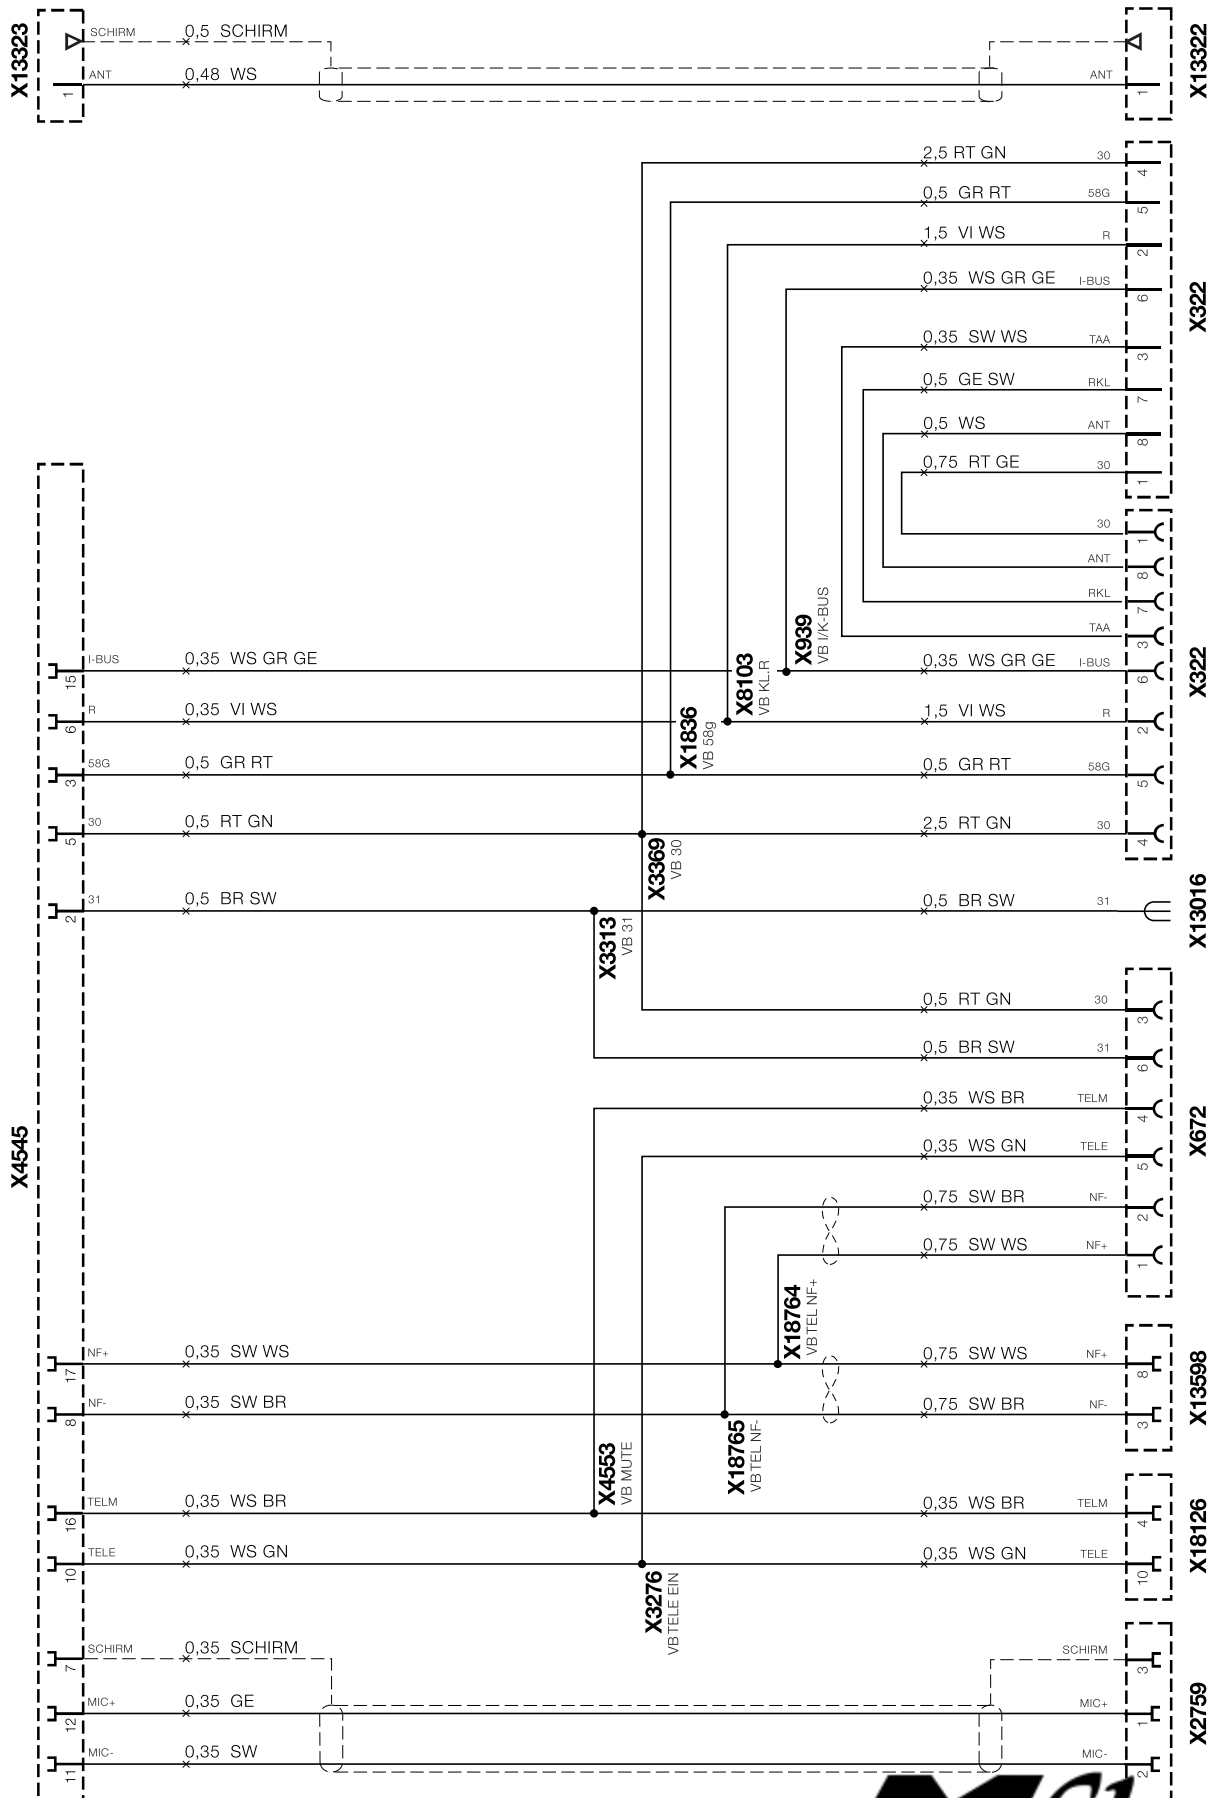 X13323
SCHIRM 0,5 SCHIRM
ANT 0,48 WS ANT
1 1
X13322
2,5 RT GN 30 4
0,5 GR RT 58G 5
1,5 VI WS R 2
0,35 WS GR GE I-BUS 6
X322
0,35 SW WS TAA 3
0,5 GE SW RKL 7
0,5 WS ANT 8
0,75 RT GE 30 1
30 1
ANT 8
RKL 7
TAA 3
X939
VB I/K-BUS
15 I-BUS 0,35 WS GR GE 0,35 WS GR GE I-BUS 6
X322
X8103
VB KL.R
6 R 0,35 VI WS 1,5 VI WS R 2
X1836
VB 58g
3 58G 0,5 GR RT 0,5 GR RT 58G 5
5 30 0,5 RT GN 2,5 RT GN 30 4
X3369
VB 30
2 31 0,5 BR SW 0,5 BR SW 31
X13016
X3313
VB 31
0,5 RT GN 30 3
0,5 BR SW 31 6
X4545
0,35 WS BR TELM 4
X672
0,35 WS GN TELE 5
0,75 SW BR NF- 2
0,75 SW WS NF+ 1
X18764
VB TEL NF+
17 NF+ 0,35 SW WS 0,75 SW WS NF+ 8
X13598
8 NF- 0,35 SW BR 0,75 SW BR NF- 3
X18765
VB TEL NF-
X4553
VB MUTE
16 TELM 0,35 WS BR 0,35 WS BR TELM 4
X18126
10 TELE 0,35 WS GN 0,35 WS GN TELE 10
X3276
VB TELE EIN
7 SCHIRM 0,35 SCHIRM SCHIRM 3
12 MIC+ 0,35 GE MIC+ 1
X2759
11 MIC- 0,35 SW MIC- 2